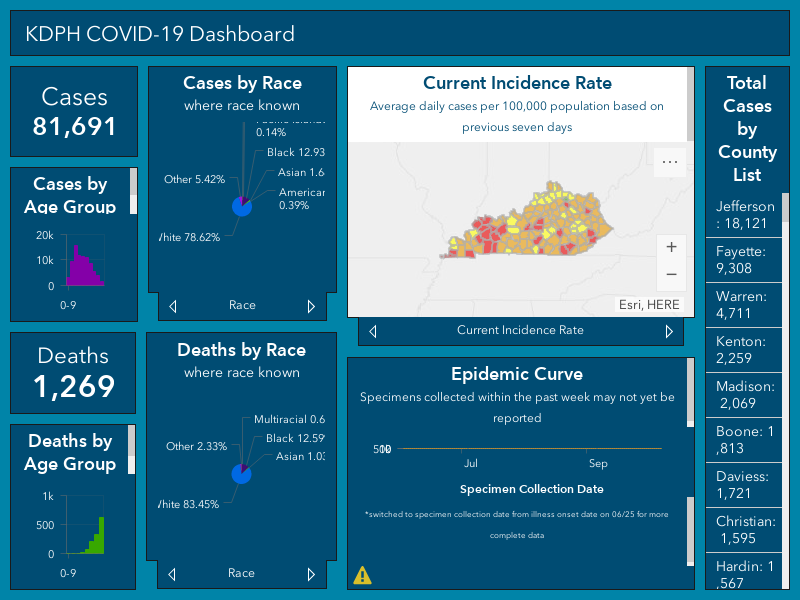 KDPH COVID-19 Dashboard
Cases
81,691
Cases by
Age Group
20k
10k
0
0-9
Deaths
1,269
Deaths by
Age Group
1k
500
0
0-9
Cases by Race
where race known
0.14%
Black 12.93
Asian 1.6
American
0.39%
Other 5.42%
White 78.62%
Race
Deaths by Race
where race known
Multiracial 0.6
Black 12.59
Asian 1.03
Other 2.33%
White 83.45%
Race
Current Incidence Rate
Average daily cases per 100,000 population based on
previous seven days
+
−
Esri, HERE
Current Incidence Rate
Epidemic Curve
Specimens collected within the past week may not yet be
reported
Jul
Sep
Specimen Collection Date
*switched to specimen collection date from illness onset date on 06/25 for more
complete data
Total
Cases
by
County
List
Jefferson
: 18,121
Fayette:
9,308
Warren:
4,711
Kenton:
2,259
Madison:
2,069
Boone: 1
,813
Daviess:
1,721
Christian:
1,595
Hardin: 1
,567